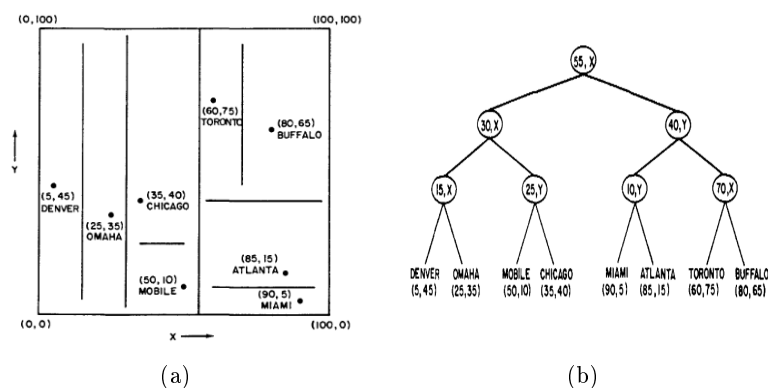 (0,100)
(100,100)
(60,75)
TORONTO
(80,65)
BUFFALO
Y
(5,45)
DENVER
(35,40)
CHICAGO
(25,35)
OMAHA
(85,15)
ATLANTA
(50,10)
MOBILE
(90,5)
MIAMI
(0,0)
X
(100,0)
(a)
55,X
30,X
40,Y
15,X
25,Y
10,Y
70,X
DENVER OMAHA MOBILE CHICAGO MIAMI ATLANTA TORONTO BUFFALO
(5,45) (25,35) (50,10) (35,40) (90,5) (85,15) (60,75) (80,65)
(b)